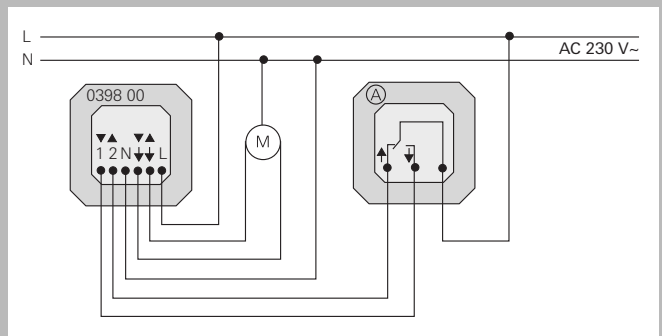 L
N
AC 230 V~
0398 00
A
▼▲ ▼▲
1 2 N ↓ ↓ L
M
↑ ↓